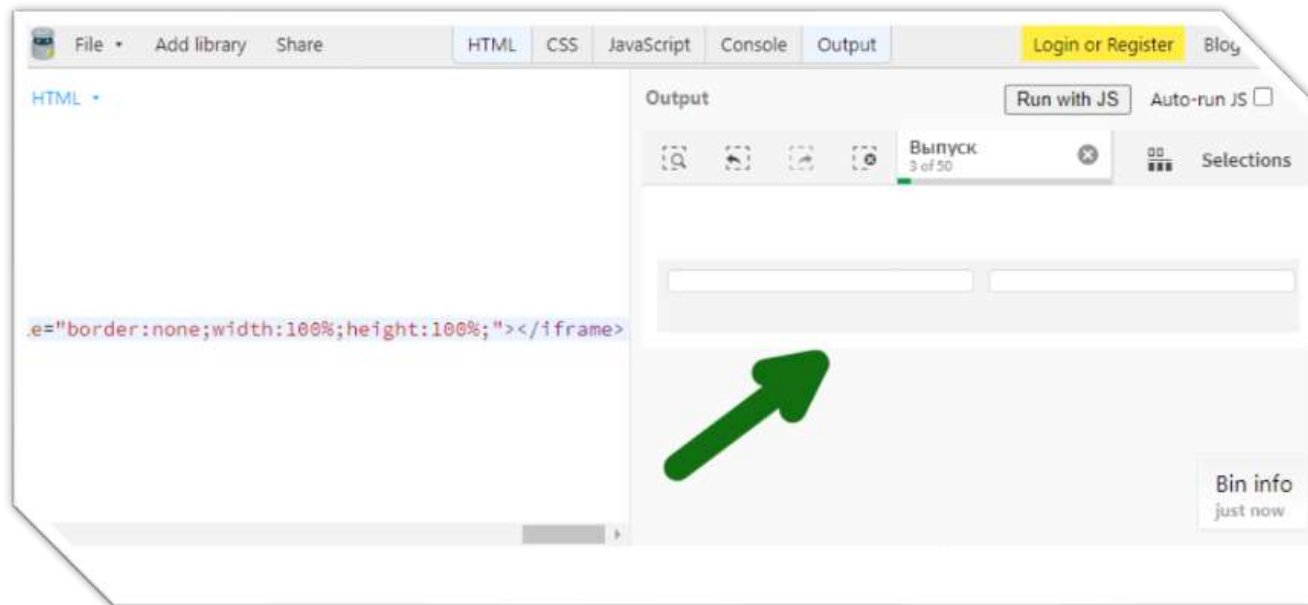 File Add library Share HTML CSS JavaScript Console Output Login or Register Blog
HTML
Output Run with JS Auto-run JS
Выпуск
3 of 50
Selections
.e="border:none;width:100%;height:100%;"></iframe>
Bin info
just now